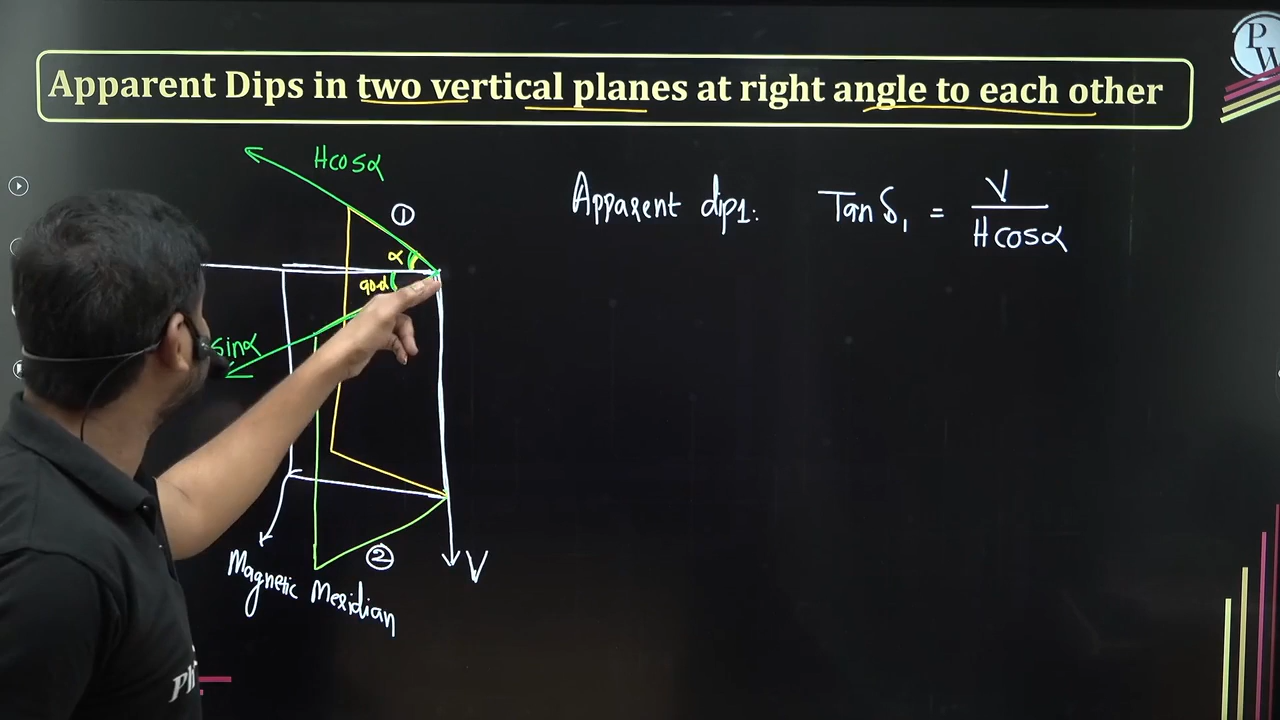 Apparent Dips in two vertical planes at right angle to each other
P
W
Hcosα
①
Apparent dip1:
Tan δ₁ = V / Hcosα
α
90-α
sinα
②
V
Magnetic Meridian